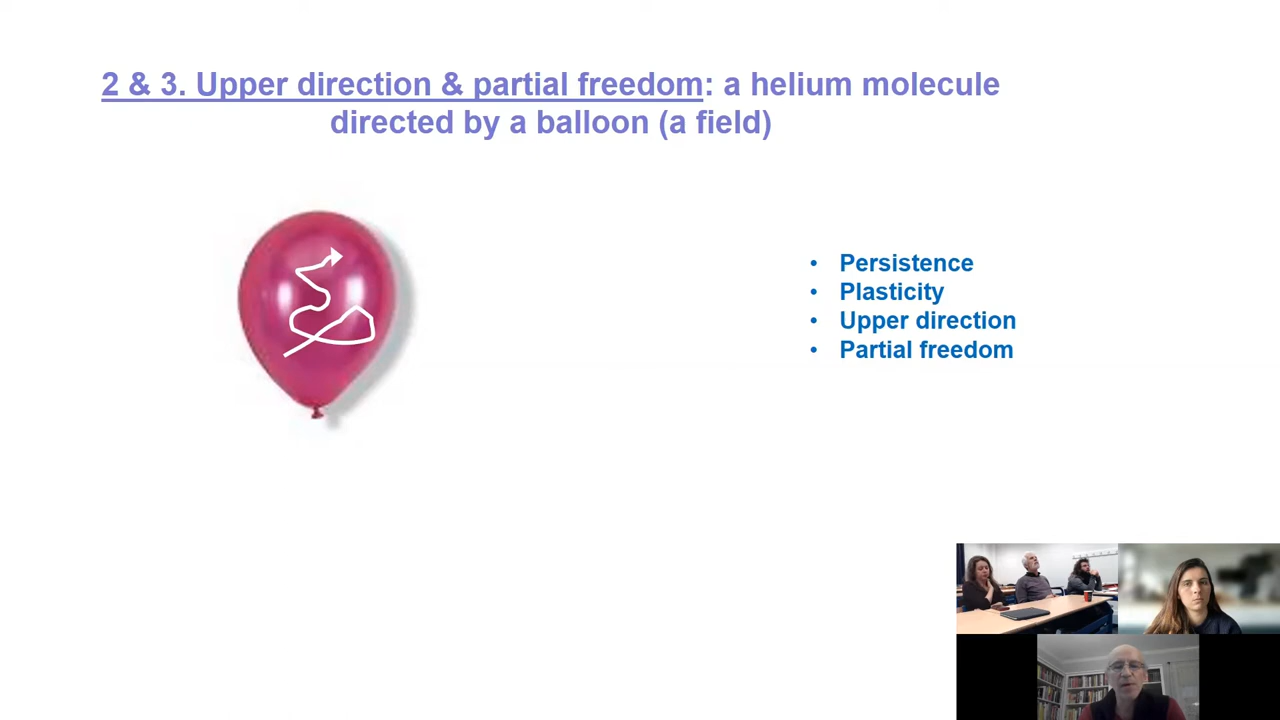 2 & 3. Upper direction & partial freedom: a helium molecule
directed by a balloon (a field)
• Persistence
• Plasticity
• Upper direction
• Partial freedom